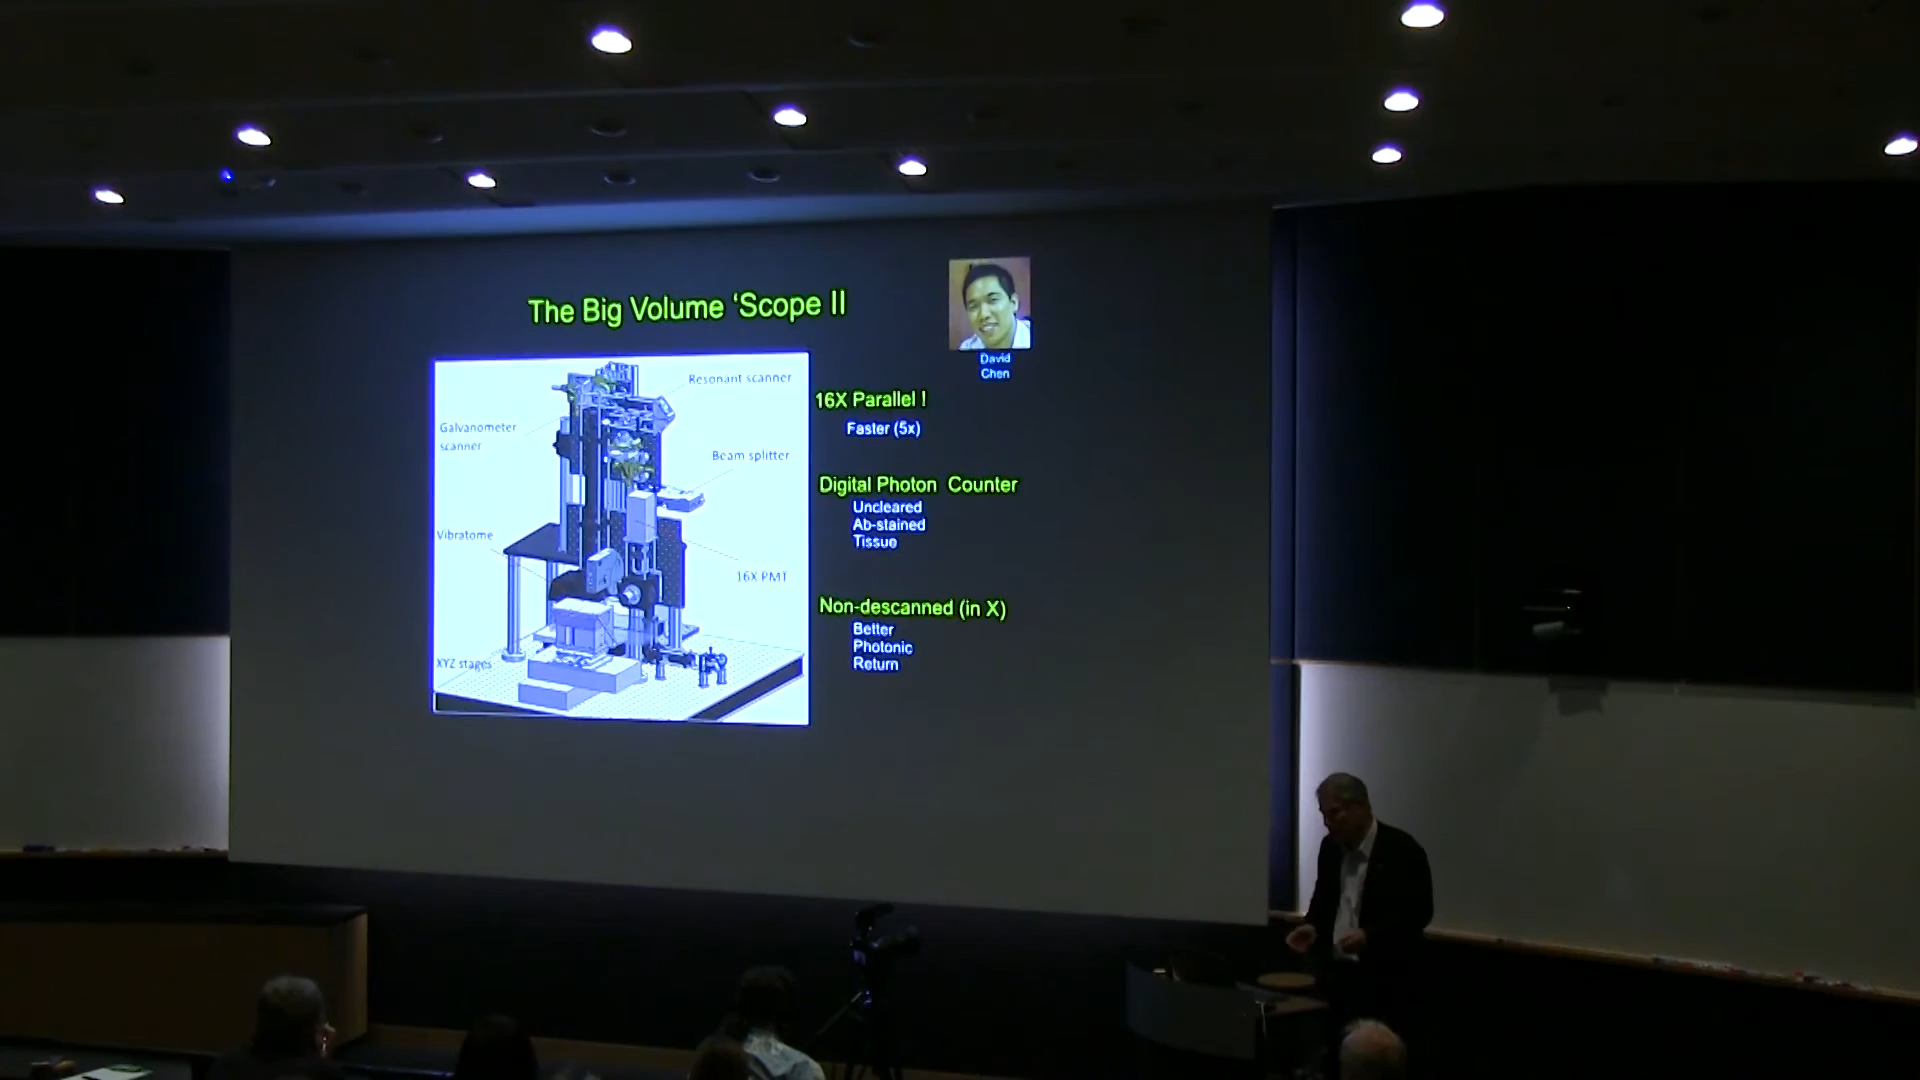 The Big Volume ‘Scope II
David
Chen
Resonant scanner
Galvanometer
scanner
Beam splitter
Vibratome
16X PMT
XYZ stages
16X Parallel !
Faster (5x)
Digital Photon Counter
Uncleared
Ab-stained
Tissue
Non-descanned (in X)
Better
Photonic
Return